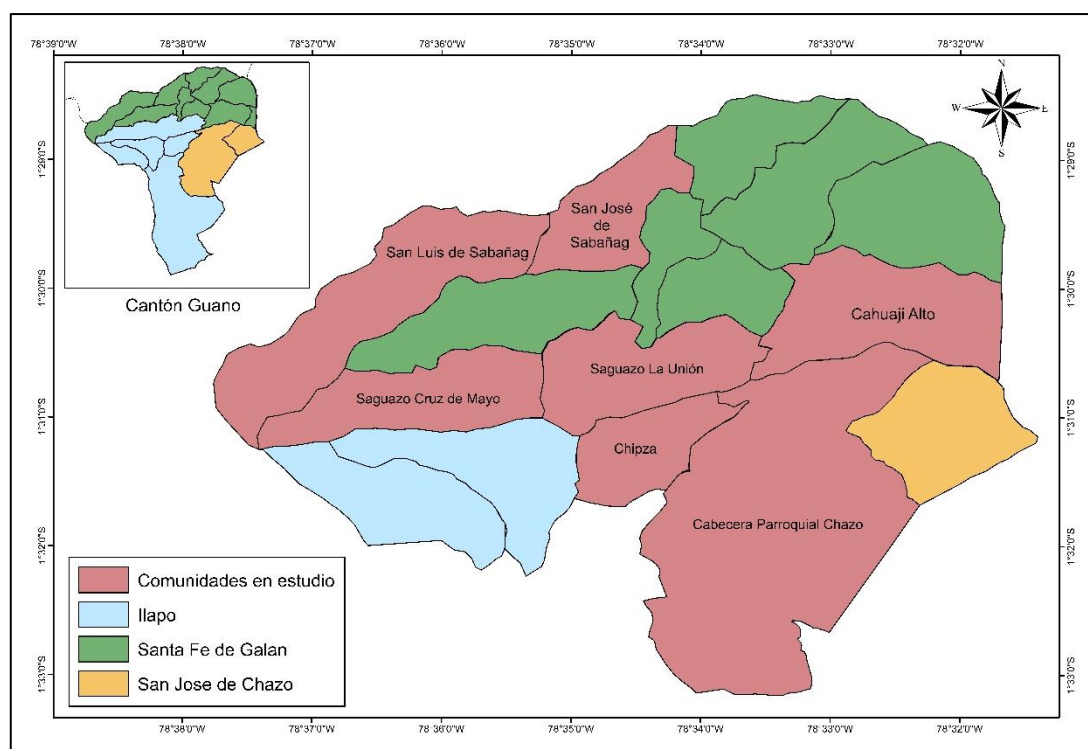 78°39'0"W 78°38'0"W 78°37'0"W 78°36'0"W 78°35'0"W 78°34'0"W 78°33'0"W 78°32'0"W
N
W E
S
1°29'0"S 1°29'0"S
San José
de
Sabañag
San Luis de Sabañag
1°30'0"S 1°30'0"S
Cantón Guano
Cahuaji Alto
Saguazo La Unión
Saguazo Cruz de Mayo
1°31'0"S 1°31'0"S
Chipza
Cabecera Parroquial Chazo
1°32'0"S 1°32'0"S
Comunidades en estudio
Ilapo
Santa Fe de Galan
San Jose de Chazo
1°33'0"S 1°33'0"S
78°38'0"W 78°37'0"W 78°36'0"W 78°35'0"W 78°34'0"W 78°33'0"W 78°32'0"W